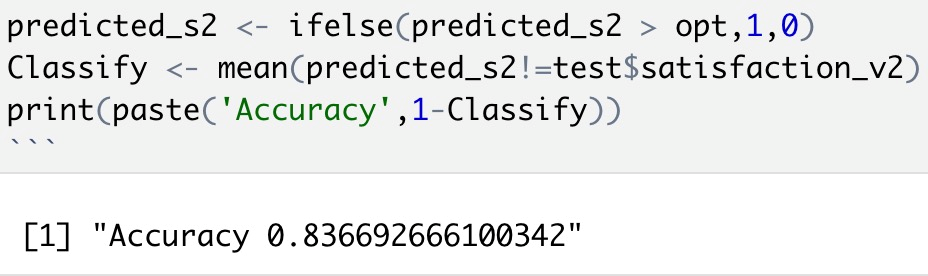 predicted_s2 <- ifelse(predicted_s2 > opt,1,0)
Classify <- mean(predicted_s2!=test$satisfaction_v2)
print(paste('Accuracy',1-Classify))
```
[1] "Accuracy 0.836692666100342"